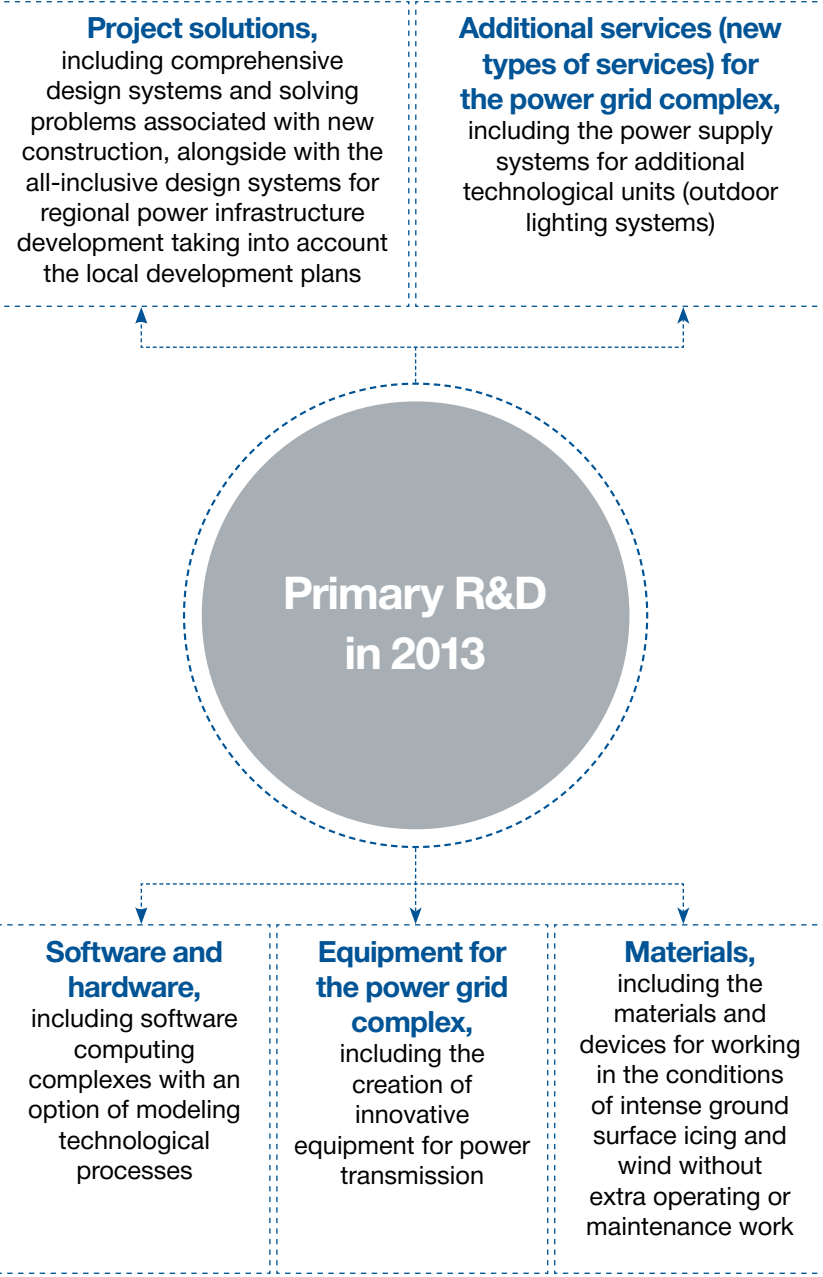 Project solutions,
including comprehensive
design systems and solving
problems associated with new
construction, alongside with the
all-inclusive design systems for
regional power infrastructure
development taking into account
the local development plans
Additional services (new
types of services) for
the power grid complex,
including the power supply
systems for additional
technological units (outdoor
lighting systems)
Primary R&D
in 2013
Software and
hardware,
including software
computing
complexes with an
option of modeling
technological
processes
Equipment for
the power grid
complex,
including the
creation of
innovative
equipment for power
transmission
Materials,
including the
materials and
devices for working
in the conditions
of intense ground
surface icing and
wind without
extra operating or
maintenance work